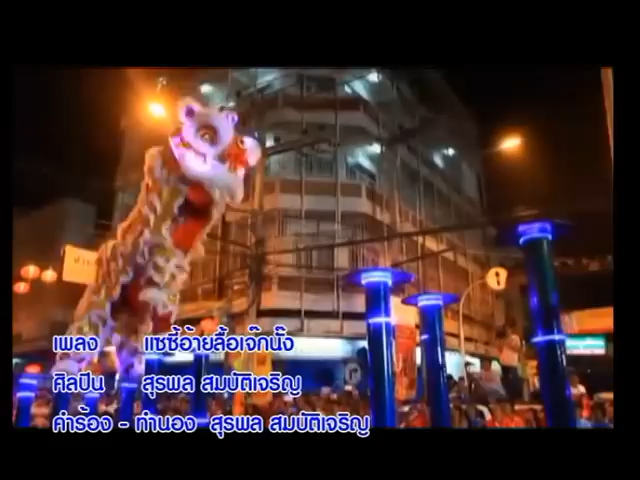 เพลง แซซี้อ้ายลื้อเจ๊กนั๊ง
ศิลปิน สุรพล สมบัติเจริญ
คำร้อง - ทำนอง สุรพล สมบัติเจริญ